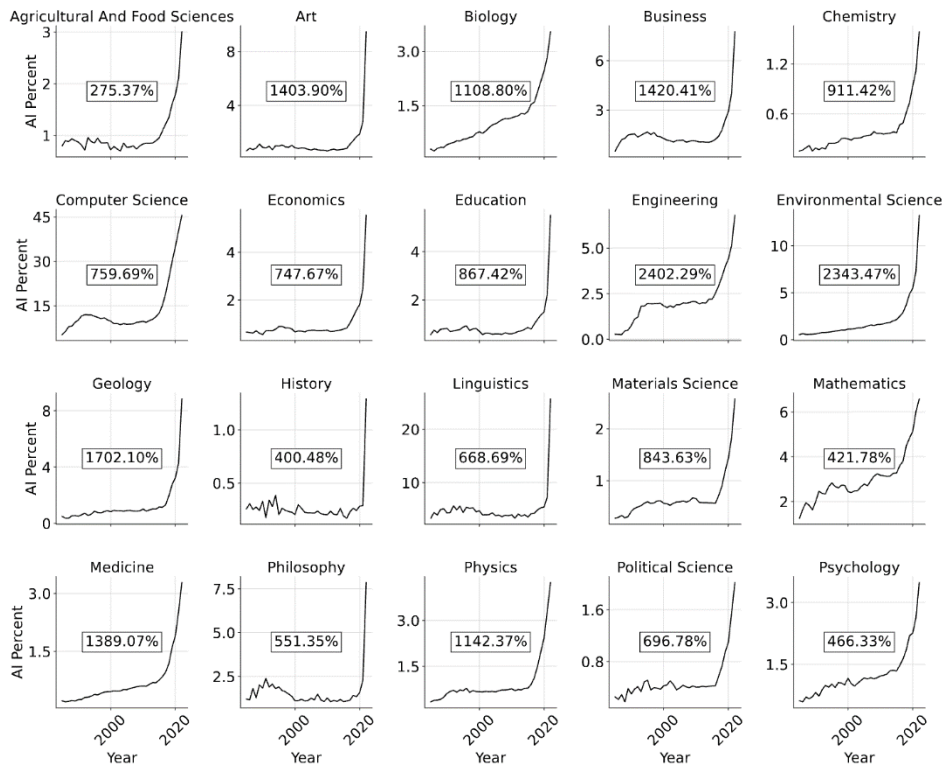 Agricultural And Food Sciences
AI Percent
3
2
1
275.37%
Art
8
4
1403.90%
Biology
3.0
1.5
1108.80%
Business
6
3
1420.41%
Chemistry
1.2
0.6
911.42%
Computer Science
AI Percent
45
30
15
759.69%
Economics
4
2
747.67%
Education
4
2
867.42%
Engineering
5.0
2.5
0.0
2402.29%
Environmental Science
10
5
0
2343.47%
Geology
AI Percent
8
4
0
1702.10%
History
1.0
0.5
400.48%
Linguistics
20
10
668.69%
Materials Science
2
1
843.63%
Mathematics
6
4
2
421.78%
Medicine
AI Percent
3.0
1.5
1389.07%
2000
2020
Year
Philosophy
7.5
5.0
2.5
551.35%
2000
2020
Year
Physics
3.0
1.5
1142.37%
2000
2020
Year
Political Science
1.6
0.8
696.78%
2000
2020
Year
Psychology
3.0
1.5
466.33%
2000
2020
Year